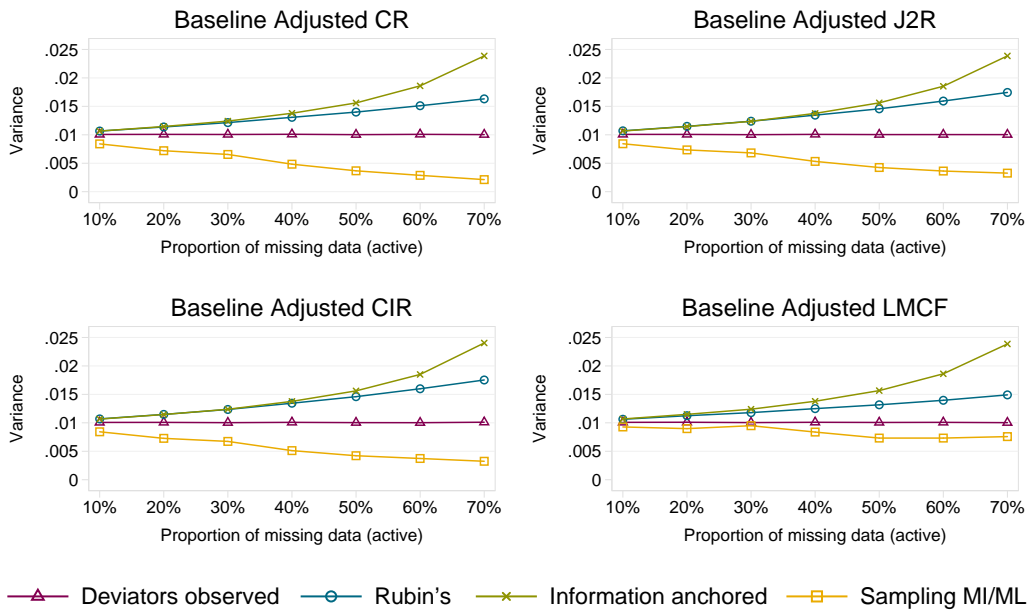 Baseline Adjusted CR
Variance
.025
.02
.015
.01
.005
0
10% 20% 30% 40% 50% 60% 70%
Proportion of missing data (active)
Baseline Adjusted J2R
Variance
.025
.02
.015
.01
.005
0
10% 20% 30% 40% 50% 60% 70%
Proportion of missing data (active)
Baseline Adjusted CIR
Variance
.025
.02
.015
.01
.005
0
10% 20% 30% 40% 50% 60% 70%
Proportion of missing data (active)
Baseline Adjusted LMCF
Variance
.025
.02
.015
.01
.005
0
10% 20% 30% 40% 50% 60% 70%
Proportion of missing data (active)
Deviators observed Rubin's Information anchored Sampling MI/ML